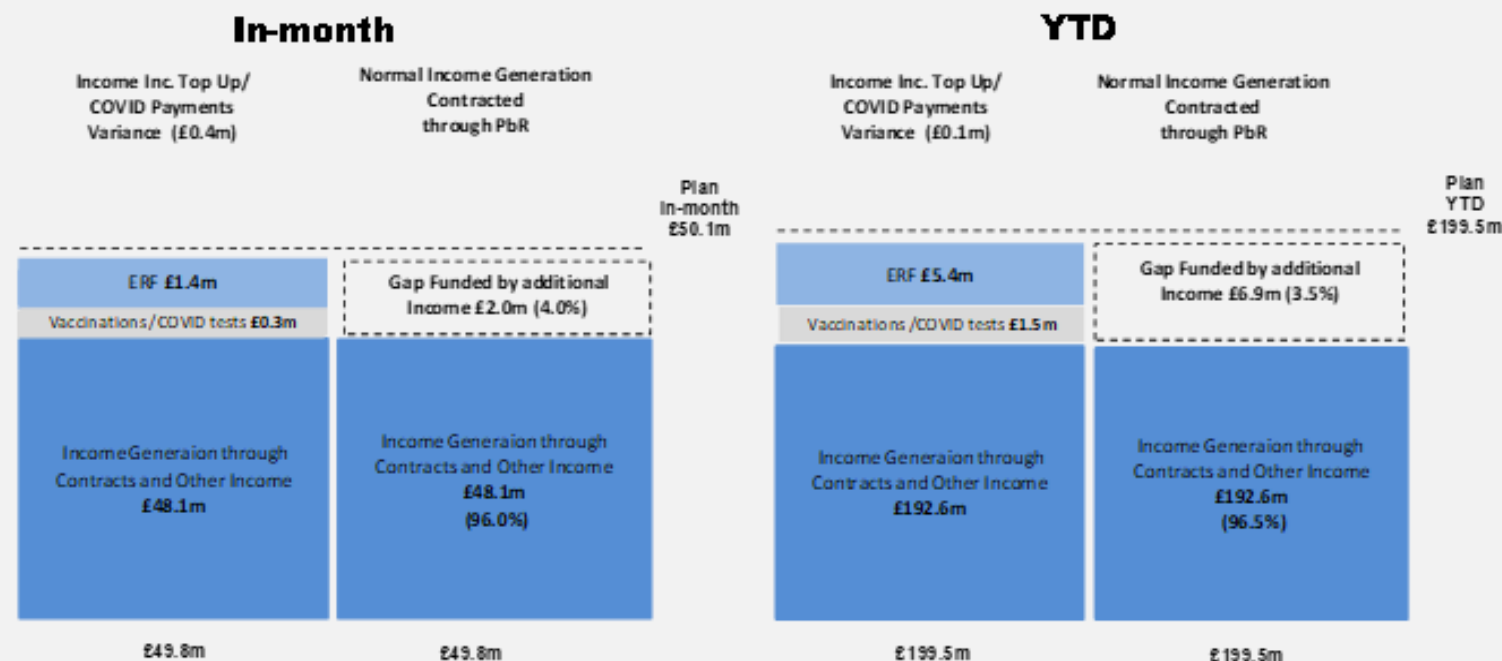 In-month
Income Inc. Top Up/
COVID Payments
Variance (£0.4m)
Normal Income Generation
Contracted
through PbR
Plan
In-month
£50.1m
ERF £1.4m
Vaccinations/COVID tests £0.3m
Income Generaion through
Contracts and Other Income
£48.1m
Gap Funded by additional
Income £2.0m (4.0%)
Income Generaion through
Contracts and Other Income
£48.1m
(96.0%)
£49.8m
£49.8m
YTD
Income Inc. Top Up/
COVID Payments
Variance (£0.1m)
Normal Income Generation
Contracted
through PbR
Plan
YTD
£199.5m
ERF £5.4m
Vaccinations /COVID tests £1.5m
Income Generaion through
Contracts and Other Income
£192.6m
Gap Funded by additional
Income £6.9m (3.5%)
Income Generaion through
Contracts and Other Income
£192.6m
(96.5%)
£199.5m
£199.5m